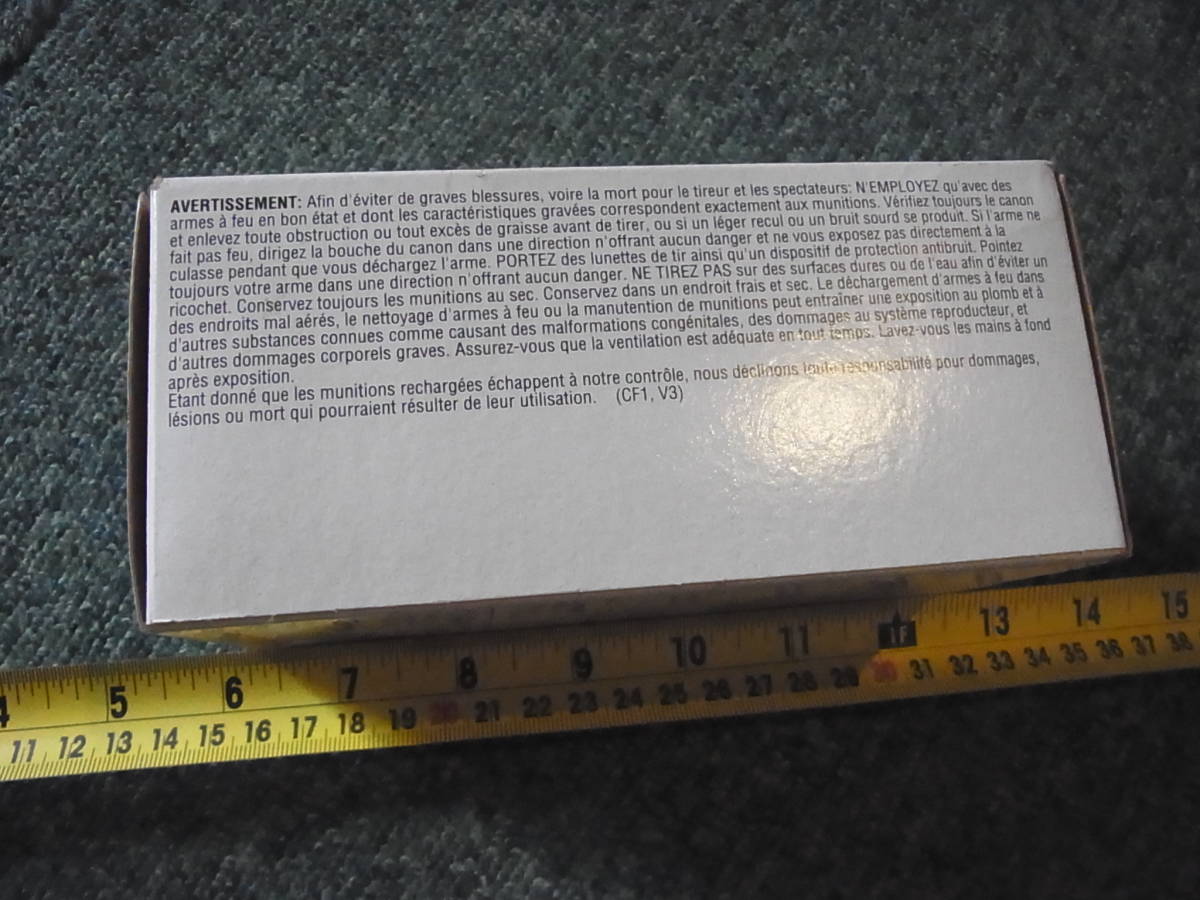 AVERTISSEMENT: Afin d'éviter de graves blessures, voire la mort pour le tireur et les spectateurs: N'EMPLOYEZ qu'avec des
armes à feu en bon état et dont les caractéristiques gravées correspondent exactement aux munitions. Vérifiez toujours le canon
et enlevez toute obstruction ou tout excès de graisse avant de tirer, ou si un léger recul ou un bruit sourd se produit. Si l'arme ne
fait pas feu, dirigez la bouche du canon dans une direction n'offrant aucun danger et ne vous exposez pas directement à la
culasse pendant que vous déchargez l'arme. PORTEZ des lunettes de tir ainsi qu'un dispositif de protection antibruit. Pointez
toujours votre arme dans une direction n'offrant aucun danger. NE TIREZ PAS sur des surfaces dures ou de l'eau afin d'éviter un
ricochet. Conservez toujours les munitions au sec. Conservez dans un endroit frais et sec. Le déchargement d'armes à feu dans
des endroits mal aérés, le nettoyage d'armes à feu ou la manutention de munitions peut entraîner une exposition au plomb et à
d'autres substances connues comme causant des malformations congénitales, des dommages au système reproducteur, et
d'autres dommages corporels graves. Assurez-vous que la ventilation est adéquate en tout temps. Lavez-vous les mains à fond
après exposition.
Etant donné que les munitions rechargées échappent à notre contrôle, nous déclinons toute responsabilité pour dommages,
lésions ou mort qui pourraient résulter de leur utilisation. (CF1, V3)
4 5 6 7 8 9 10 11 1F 13 14 15
11 12 13 14 15 16 17 18 19 20 21 22 23 24 25 26 27 28 29 30 31 32 33 34 35 36 37 38